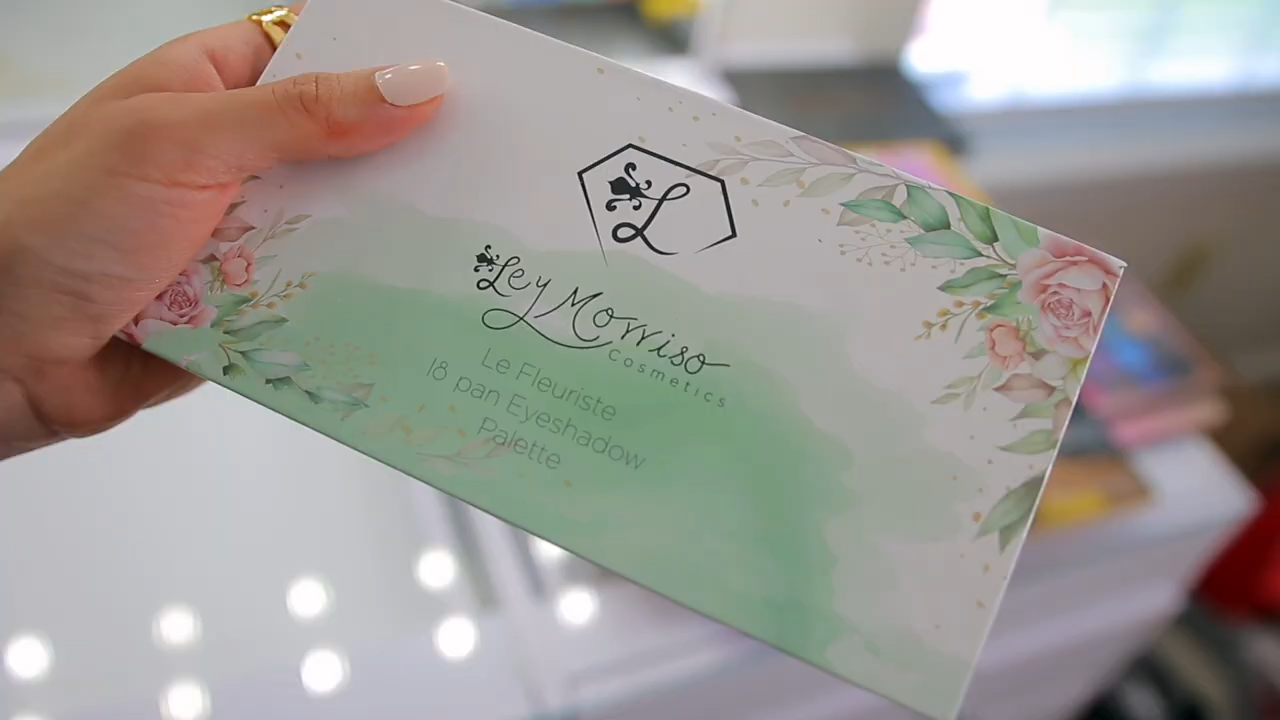 L
Ley Morriso
Cosmetics
Le Fleuriste
18 pan Eyeshadow
Palette